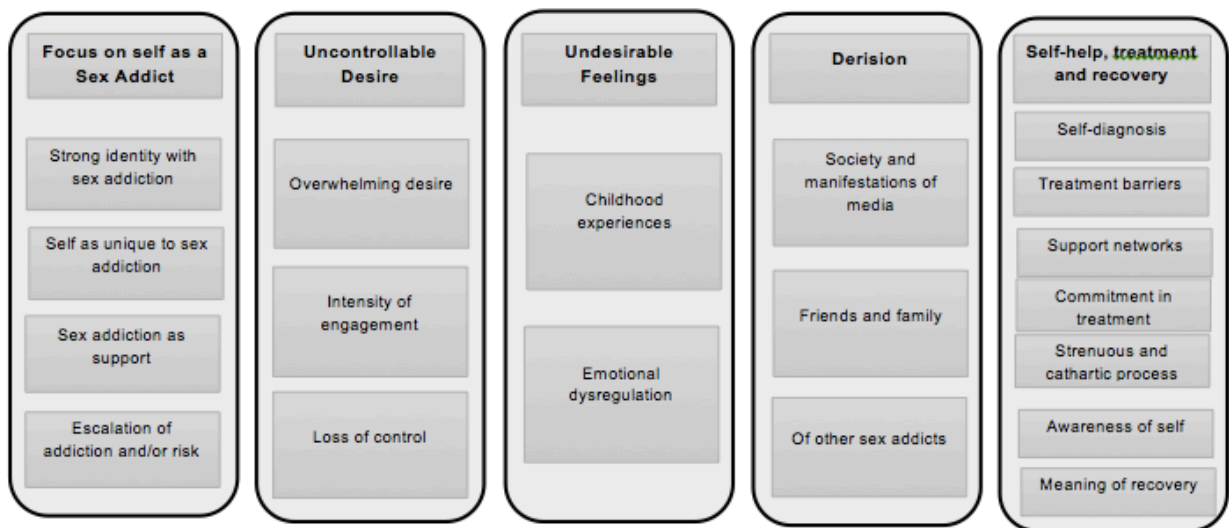 Focus on self as a
Sex Addict
Strong identity with
sex addiction
Self as unique to sex
addiction
Sex addiction as
support
Escalation of
addiction and/or risk
Uncontrollable
Desire
Overwhelming desire
Intensity of
engagement
Loss of control
Undesirable
Feelings
Childhood
experiences
Emotional
dysregulation
Derision
Society and
manifestations of
media
Friends and family
Of other sex addicts
Self-help, treatment
and recovery
Self-diagnosis
Treatment barriers
Support networks
Commitment in
treatment
Strenuous and
cathartic process
Awareness of self
Meaning of recovery